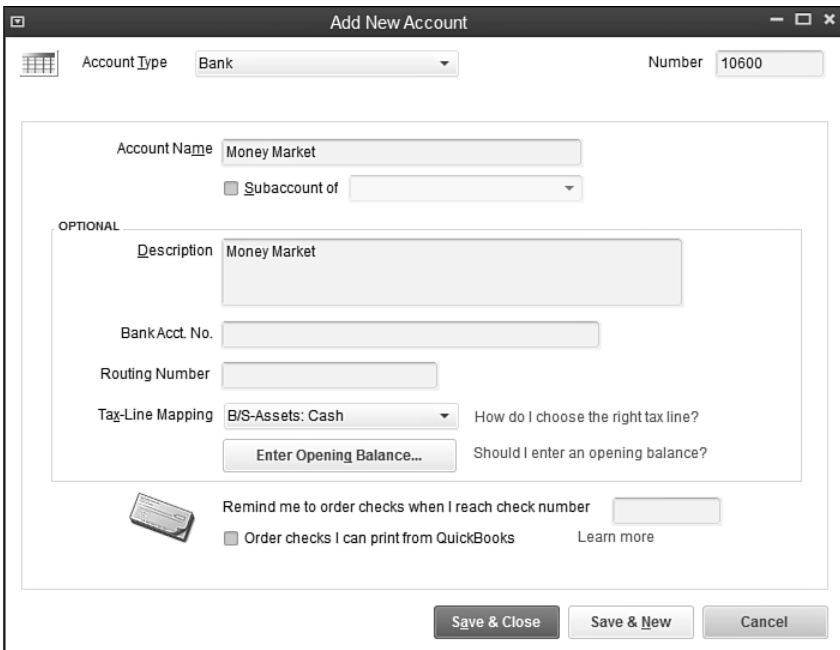 Add New Account
Account Type Bank Number 10600
Account Name Money Market
Subaccount of
OPTIONAL
Description Money Market
Bank Acct. No.
Routing Number
Tax-Line Mapping B/S-Assets: Cash How do I choose the right tax line?
Enter Opening Balance... Should I enter an opening balance?
Remind me to order checks when I reach check number
Order checks I can print from QuickBooks Learn more
Save & Close Save & New Cancel